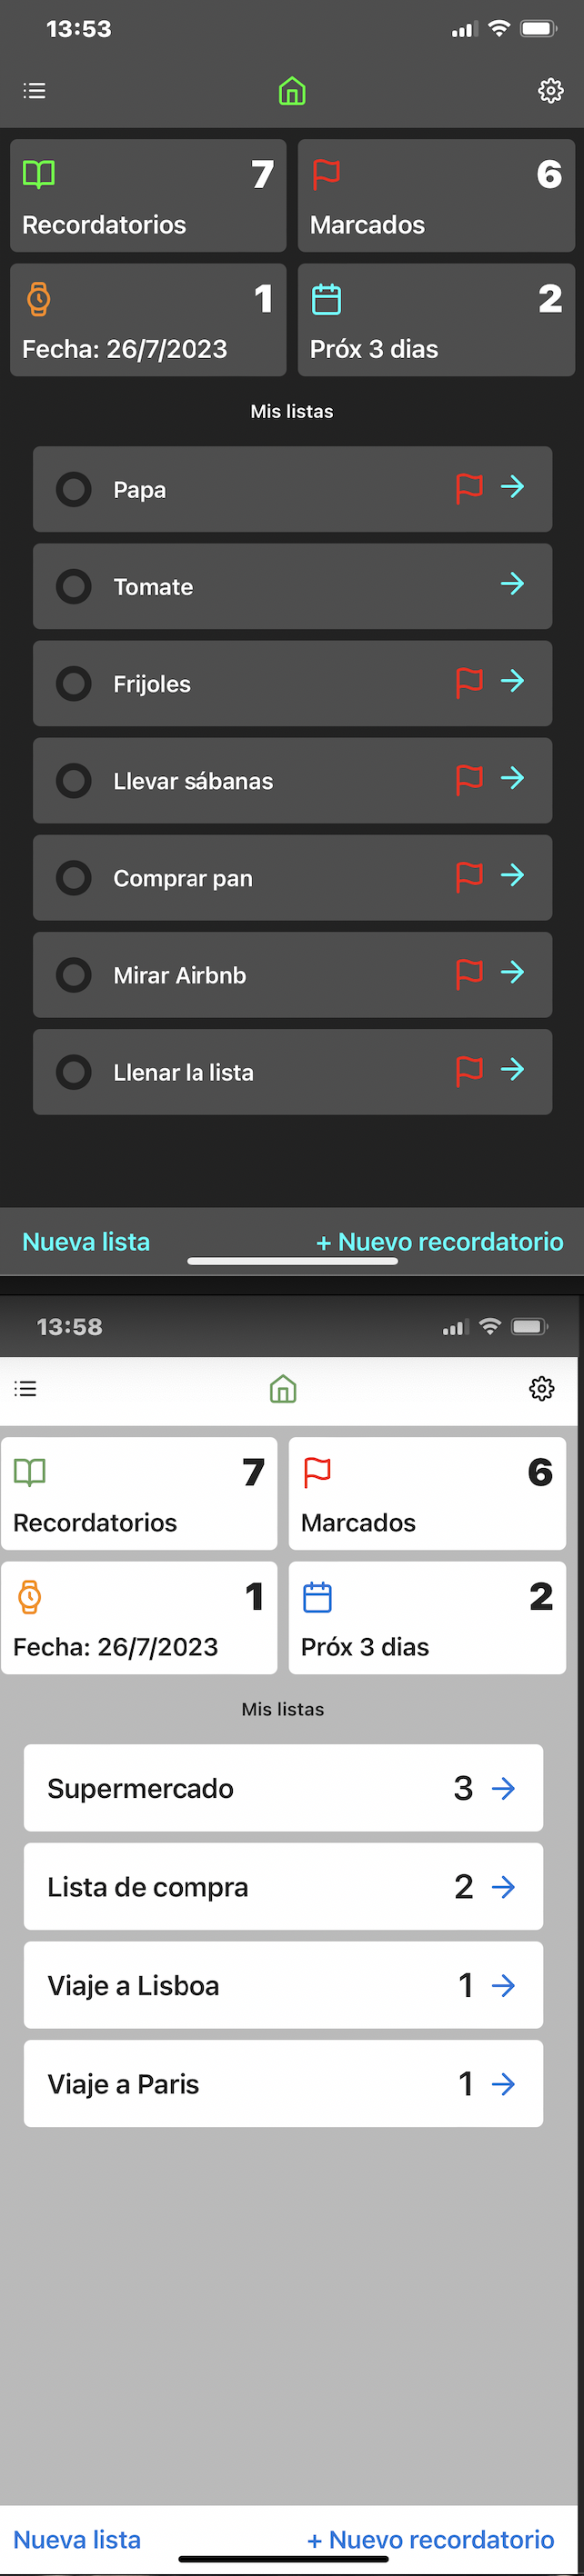 13:53
Recordatorios 7
Marcados 6
Fecha: 26/7/2023 1
Próx 3 dias 2
Mis listas
Papa
Tomate
Frijoles
Llevar sábanas
Comprar pan
Mirar Airbnb
Llenar la lista
Nueva lista + Nuevo recordatorio
13:58
Recordatorios 7
Marcados 6
Fecha: 26/7/2023 1
Próx 3 dias 2
Mis listas
Supermercado 3
Lista de compra 2
Viaje a Lisboa 1
Viaje a Paris 1
Nueva lista + Nuevo recordatorio